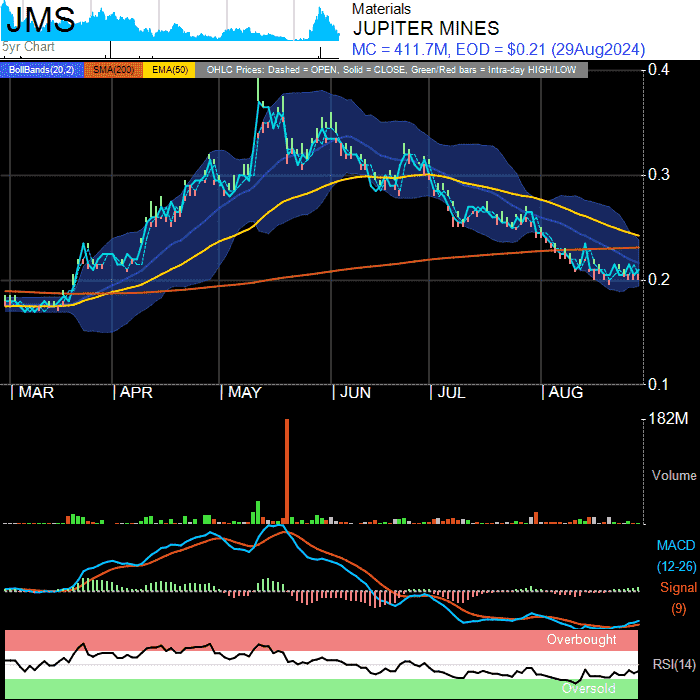 JMS
5yr Chart
Materials
JUPITER MINES
MC = 411.7M, EOD = $0.21 (29Aug2024)
BollBands(20,2) SMA(200) EMA(50) OHLC Prices: Dashed = OPEN, Solid = CLOSE, Green/Red bars = Intra-day HIGH/LOW
0.4
0.3
0.2
0.1
MAR APR MAY JUN JUL AUG
182M
Volume
MACD
(12-26)
Signal
(9)
Overbought
RSI(14)
Oversold